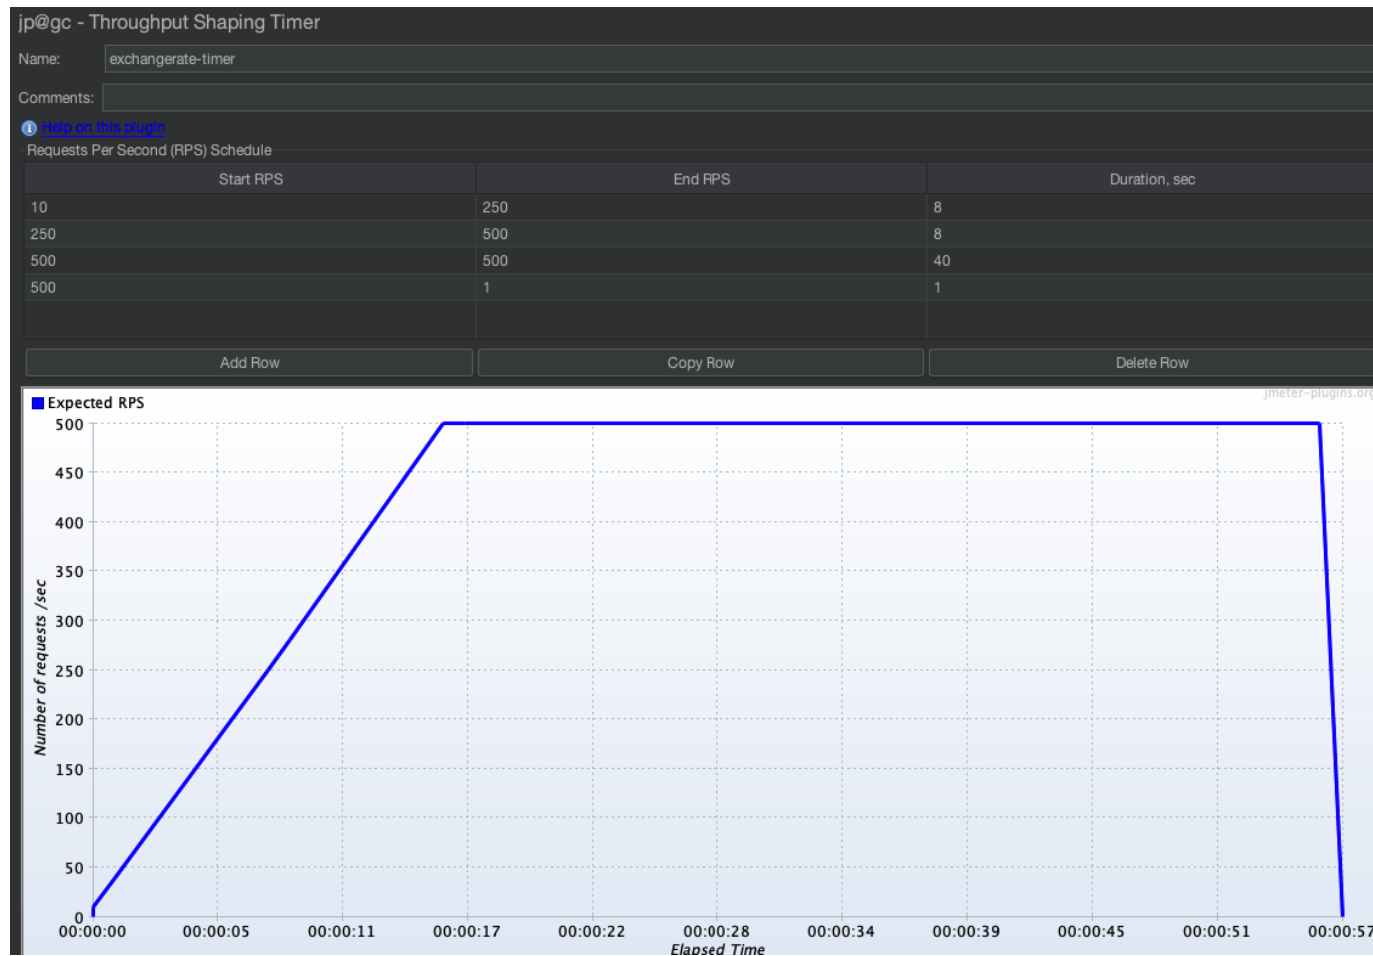 jp@gc - Throughput Shaping Timer
Name: exchangerate-timer
Comments:
Help on this plugin
Requests Per Second (RPS) Schedule
Start RPS End RPS Duration, sec
10 250 8
250 500 8
500 500 40
500 1 1
Add Row Copy Row Delete Row
jmeter-plugins.org
Expected RPS
500
450
400
350
300
250
200
150
100
50
0
Number of requests /sec
00:00:00 00:00:05 00:00:11 00:00:17 00:00:22 00:00:28 00:00:34 00:00:39 00:00:45 00:00:51 00:00:57
Elapsed Time